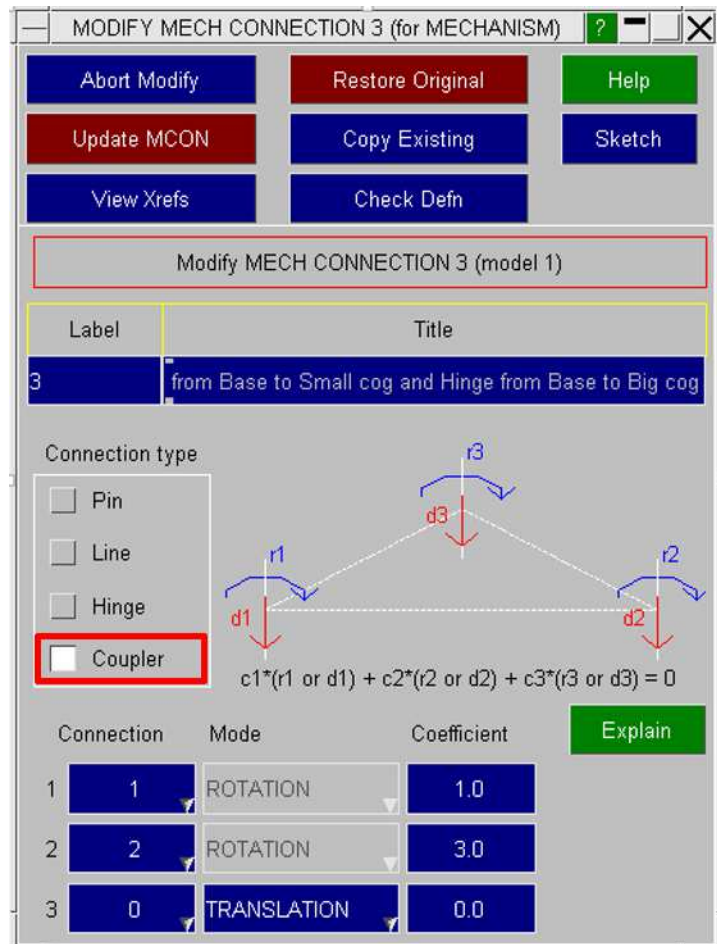 MODIFY MECH CONNECTION 3 (for MECHANISM) ?
Abort Modify Restore Original Help
Update MCON Copy Existing Sketch
View Xrefs Check Defn
Modify MECH CONNECTION 3 (model 1)
Label Title
3 from Base to Small cog and Hinge from Base to Big cog
Connection type
Pin
Line
Hinge
Coupler
r3
d3
r1
d1
r2
d2
c1*(r1 or d1) + c2*(r2 or d2) + c3*(r3 or d3) = 0
Explain
Connection Mode Coefficient
1 1 ROTATION 1.0
2 2 ROTATION 3.0
3 0 TRANSLATION 0.0